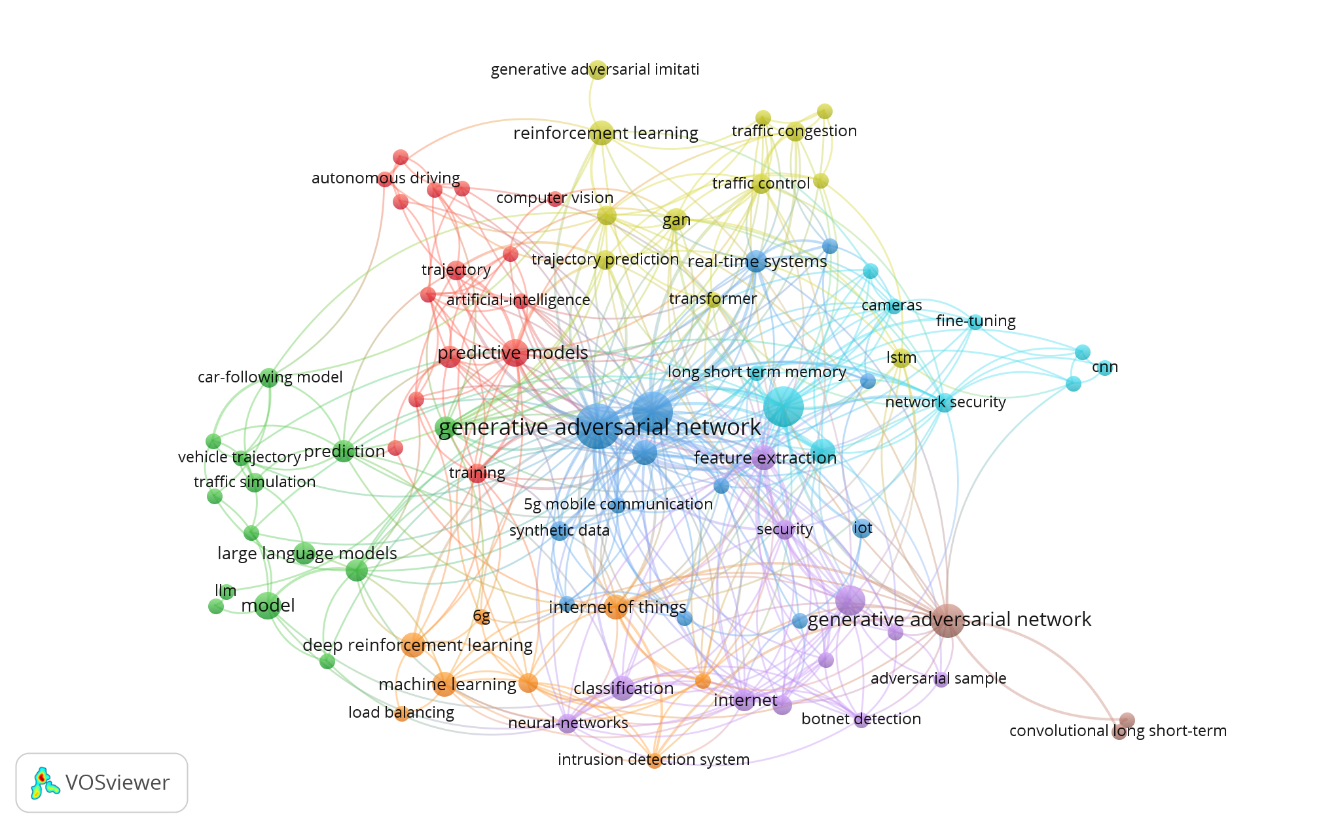 generative adversarial imitati
reinforcement learning
traffic congestion
autonomous driving
traffic control
computer vision
gan
trajectory prediction
real-time systems
trajectory
artificial-intelligence
transformer
cameras
fine-tuning
predictive models
lstm
cnn
car-following model
long short term memory
network security
generative adversarial network
prediction
vehicle trajectory
feature extraction
training
traffic simulation
5g mobile communication
synthetic data
security
iot
large language models
llm
model
internet of things
6g
generative adversarial network
deep reinforcement learning
adversarial sample
machine learning
classification
internet
load balancing
neural-networks
botnet detection
convolutional long short-term
intrusion detection system
VOSviewer